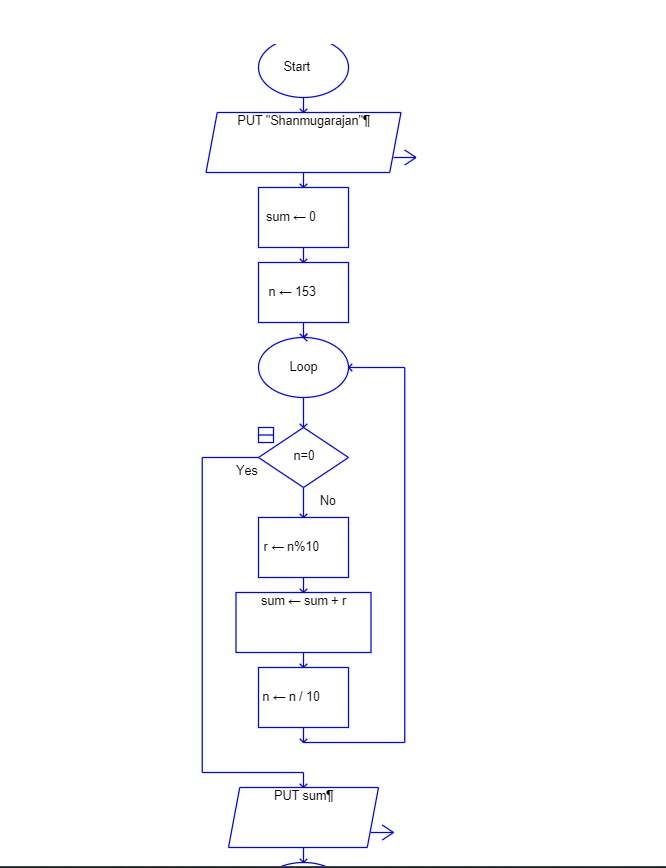 Start
PUT "Shanmugarajan"¶
sum ← 0
n ← 153
Loop
n=0
Yes
No
r ← n%10
sum ← sum + r
n ← n / 10
PUT sum¶